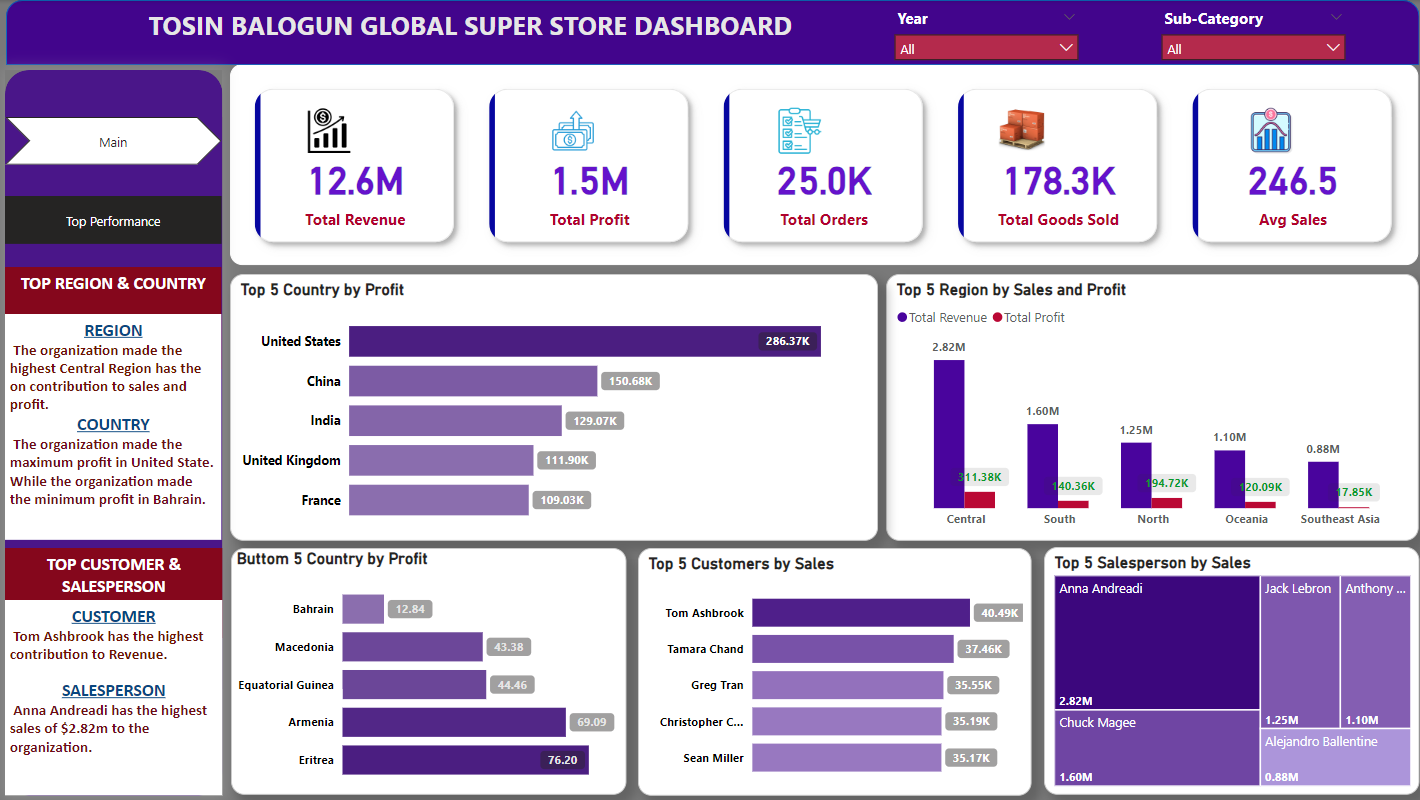 TOSIN BALOGUN GLOBAL SUPER STORE DASHBOARD
Year
All
Sub-Category
All
Main
Top Performance
TOP REGION & COUNTRY
REGION
The organization made the
highest Central Region has the
on contribution to sales and
profit.
COUNTRY
The organization made the
maximum profit in United State.
While the organization made
the minimum profit in Bahrain.
TOP CUSTOMER &
SALESPERSON
CUSTOMER
Tom Ashbrook has the highest
contribution to Revenue.
SALESPERSON
Anna Andreadi has the highest
sales of $2.82m to the
organization.
12.6M
Total Revenue
1.5M
Total Profit
25.0K
Total Orders
178.3K
Total Goods Sold
246.5
Avg Sales
Top 5 Country by Profit
United States 286.37K
China 150.68K
India 129.07K
United Kingdom 111.90K
France 109.03K
Top 5 Region by Sales and Profit
Total Revenue Total Profit
2.82M
1.60M
1.25M
1.10M
0.88M
311.38K
140.36K
194.72K
120.09K
17.85K
Central South North Oceania Southeast Asia
Buttom 5 Country by Profit
Bahrain 12.84
Macedonia 43.38
Equatorial Guinea 44.46
Armenia 69.09
Eritrea 76.20
Top 5 Customers by Sales
Tom Ashbrook 40.49K
Tamara Chand 37.46K
Greg Tran 35.55K
Christopher C... 35.19K
Sean Miller 35.17K
Top 5 Salesperson by Sales
Anna Andreadi
2.82M
Chuck Magee
1.60M
Jack Lebron
1.25M
Anthony ...
1.10M
Alejandro Ballentine
0.88M